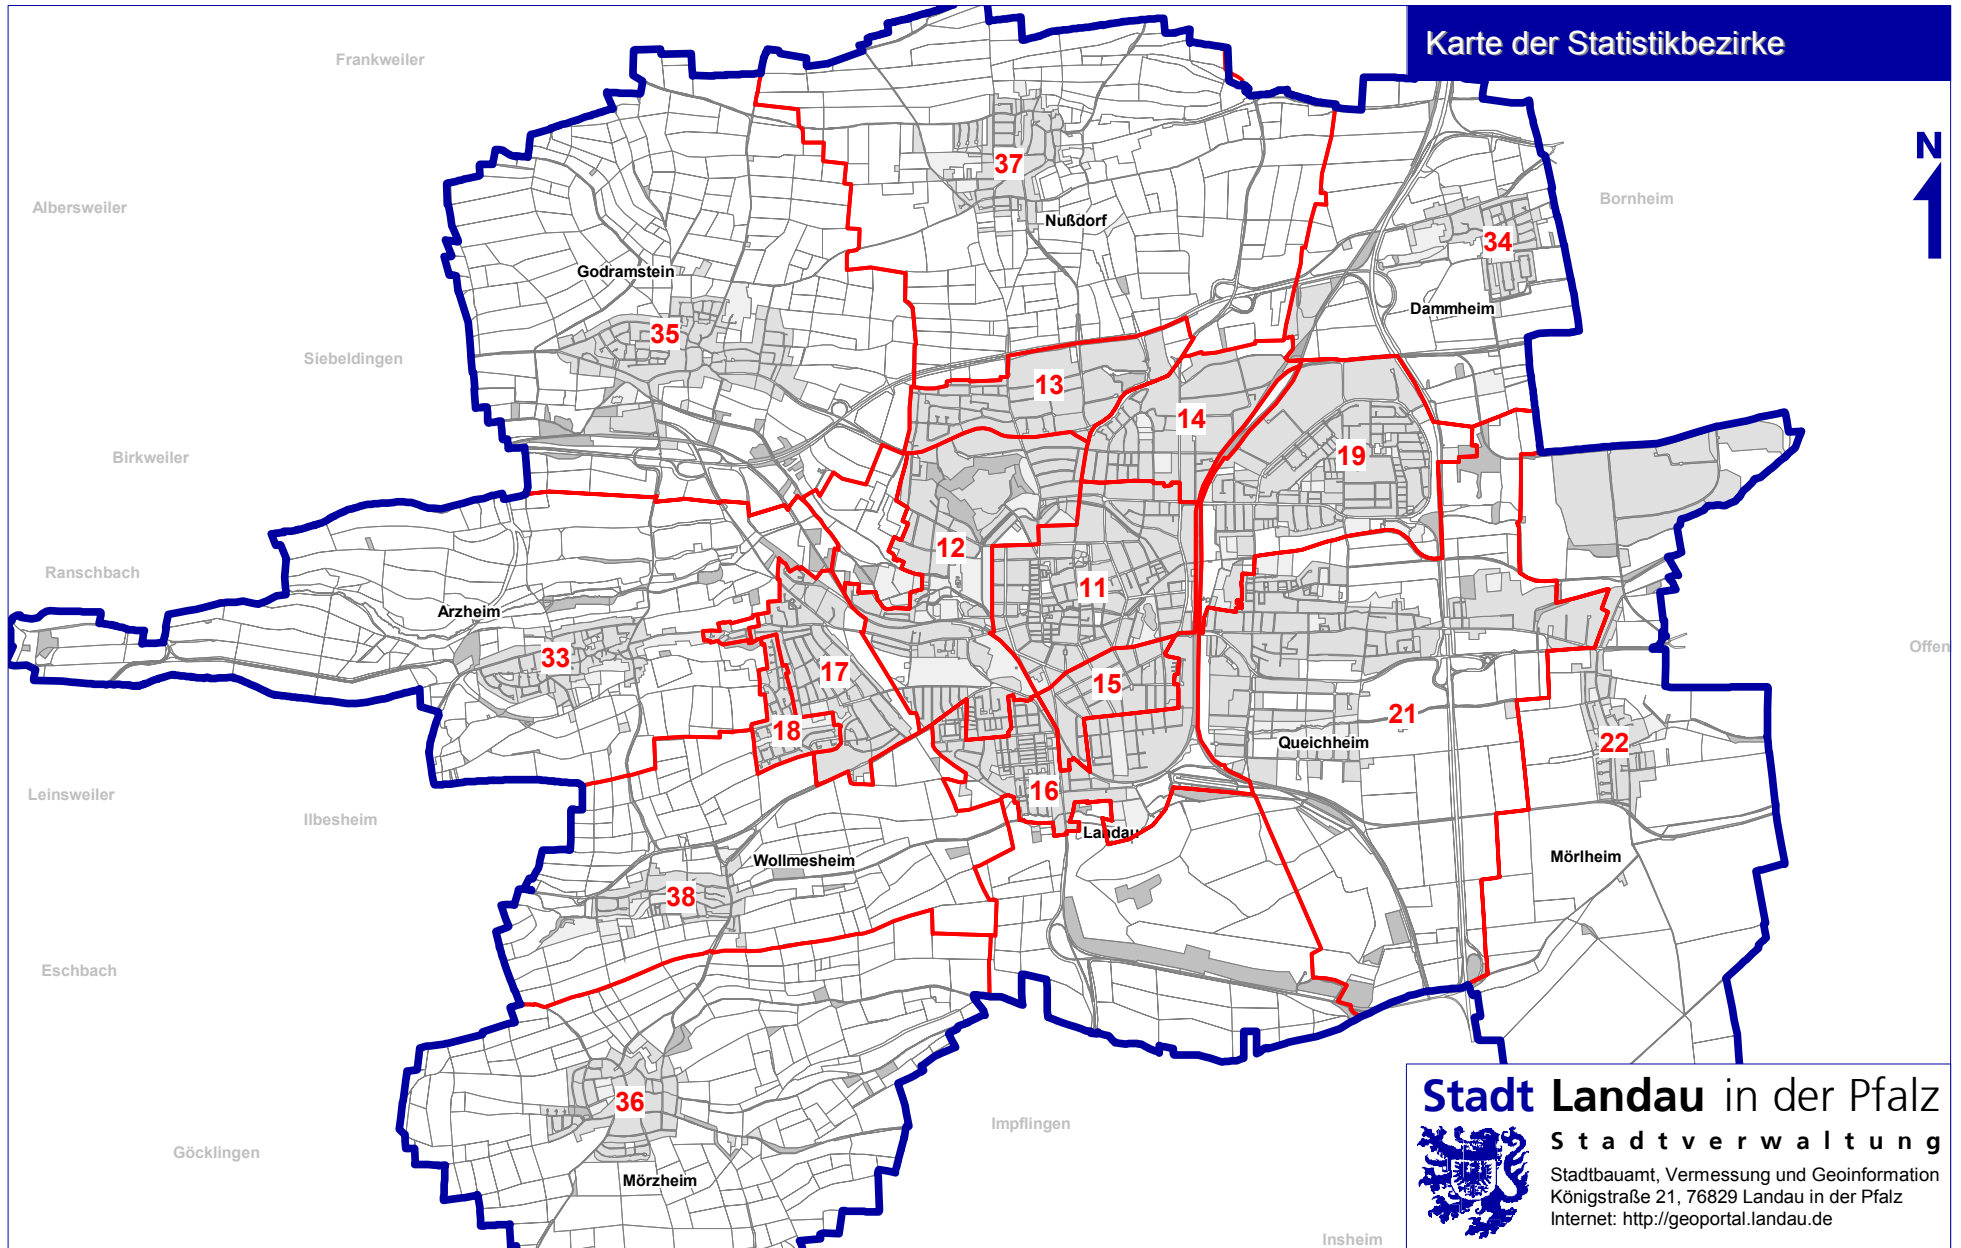 Karte der Statistikbezirke
N
Frankweiler
Albersweiler
Bornheim
37
Nußdorf
34
Godramstein
Dammheim
35
Siebeldingen
13
14
19
Birkweiler
12
11
Ranschbach
Arzheim
33
17
15
Offen
18
21
22
Queichheim
16
Leinsweiler
Ilbesheim
Landau
Wollmesheim
Mörlheim
38
Eschbach
36
Impflingen
Göcklingen
Mörzheim
Insheim
Stadt Landau in der Pfalz
Stadtverwaltung
Stadtbauamt, Vermessung und Geoinformation
Königstraße 21, 76829 Landau in der Pfalz
Internet: http://geoportal.landau.de